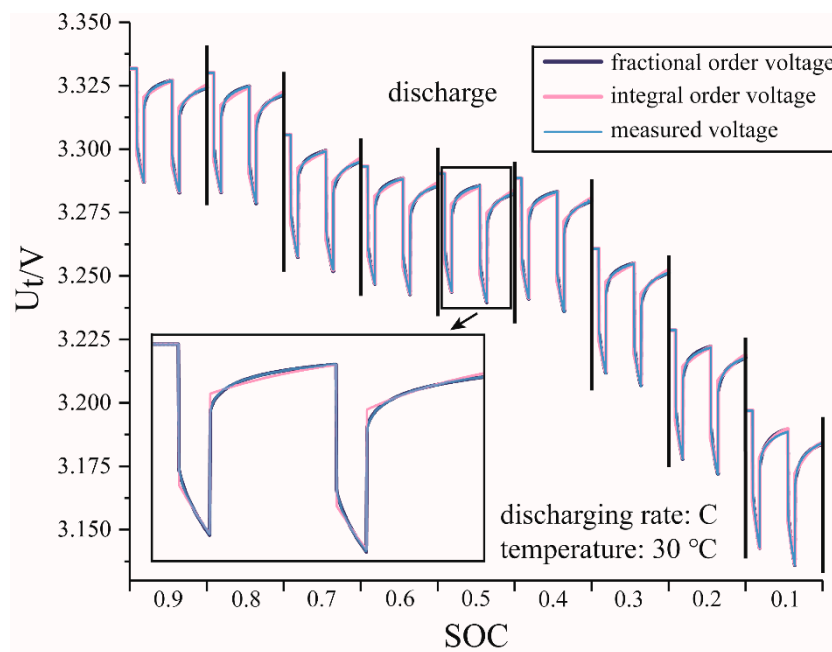 3.350
3.325
3.300
3.275
3.250
3.225
3.200
3.175
3.150
Ut/V
discharge
fractional order voltage
integral order voltage
measured voltage
discharging rate: C
temperature: 30 °C
0.9 0.8 0.7 0.6 0.5 0.4 0.3 0.2 0.1
SOC